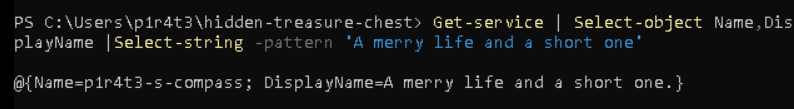 PS C:\Users\p1r4t3\hidden-treasure-chest> Get-service | Select-object Name,Dis
playName |Select-string -pattern 'A merry life and a short one'
@{Name=p1r4t3-s-compass; DisplayName=A merry life and a short one.}